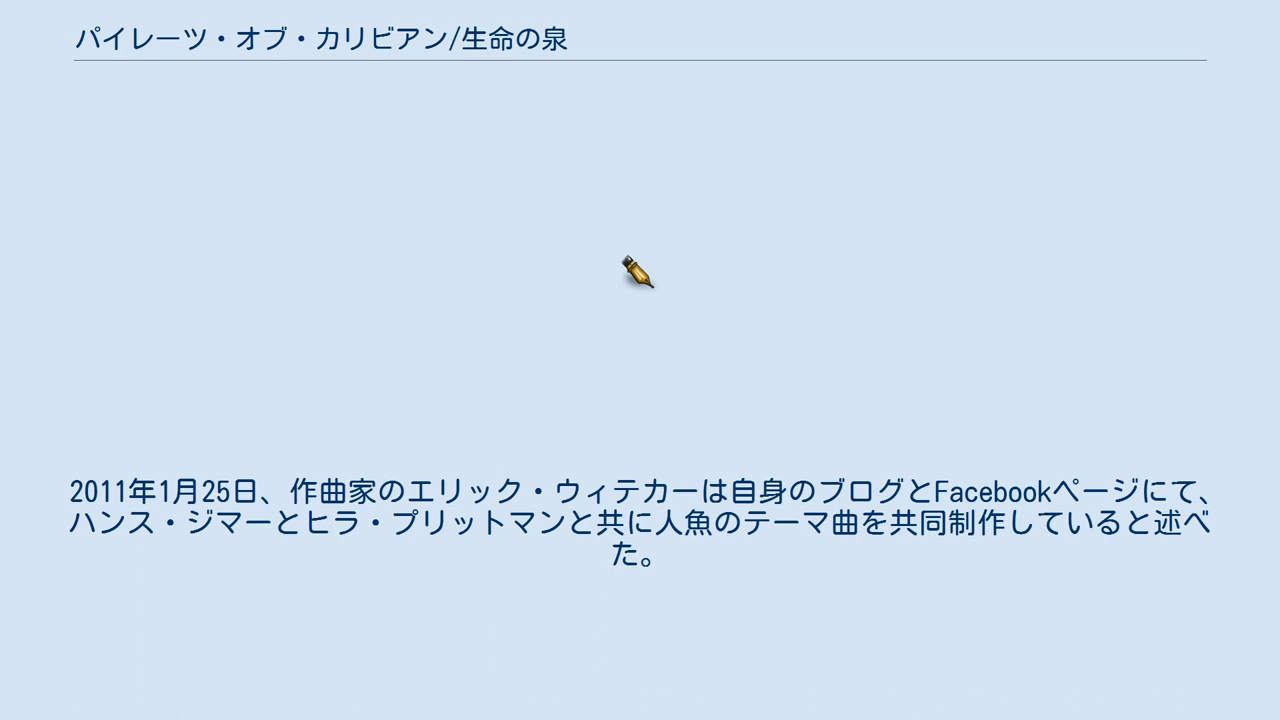 パイレーツ・オブ・カリビアン/生命の泉
2011年1月25日、作曲家のエリック・ウィテカーは自身のブログとFacebookページにて、
ハンス・ジマーとヒラ・プリットマンと共に人魚のテーマ曲を共同制作していると述べ
た。